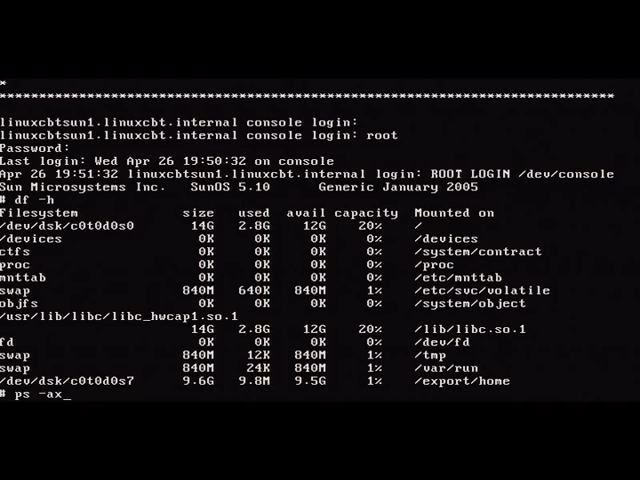 *
*******************************************************************************
linuxcbtsun1.linuxcbt.internal console login:
linuxcbtsun1.linuxcbt.internal console login: root
Password:
Last login: Wed Apr 26 19:50:32 on console
Apr 26 19:51:32 linuxcbtsun1.linuxcbt.internal login: ROOT LOGIN /dev/console
Sun Microsystems Inc.   SunOS 5.10      Generic January 2005
# df -h
Filesystem             size   used  avail capacity  Mounted on
/dev/dsk/c0t0d0s0       14G   2.8G    12G    20%    /
/devices                 0K     0K     0K     0%    /devices
ctfs                     0K     0K     0K     0%    /system/contract
proc                     0K     0K     0K     0%    /proc
mnttab                   0K     0K     0K     0%    /etc/mnttab
swap                   840M   640K   840M     1%    /etc/svc/volatile
objfs                    0K     0K     0K     0%    /system/object
/usr/lib/libc/libc_hwcap1.so.1
                        14G   2.8G    12G    20%    /lib/libc.so.1
fd                       0K     0K     0K     0%    /dev/fd
swap                   840M    12K   840M     1%    /tmp
swap                   840M    24K   840M     1%    /var/run
/dev/dsk/c0t0d0s7      9.6G   9.8M   9.5G     1%    /export/home
# ps -ax_